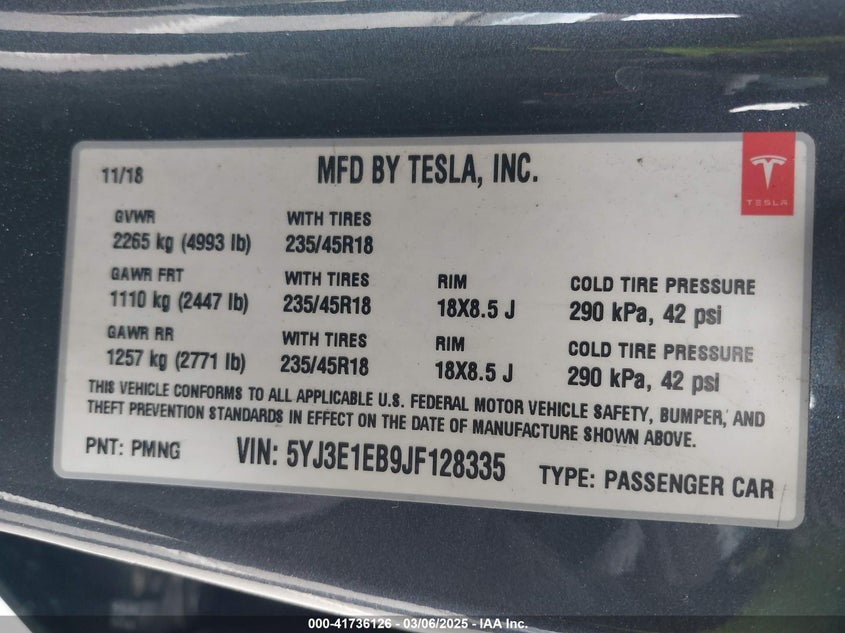 11/18 MFD BY TESLA, INC.
TESLA
GVWR WITH TIRES
2265 kg (4993 lb) 235/45R18
GAWR FRT WITH TIRES RIM COLD TIRE PRESSURE
1110 kg (2447 lb) 235/45R18 18X8.5 J 290 kPa, 42 psi
GAWR RR WITH TIRES RIM COLD TIRE PRESSURE
1257 kg (2771 lb) 235/45R18 18X8.5 J 290 kPa, 42 psi
THIS VEHICLE CONFORMS TO ALL APPLICABLE U.S. FEDERAL MOTOR VEHICLE SAFETY, BUMPER, AND
THEFT PREVENTION STANDARDS IN EFFECT ON THE DATE OF MANUFACTURE SHOWN ABOVE.
PNT: PMNG VIN: 5YJ3E1EB9JF128335 TYPE: PASSENGER CAR
000-41736126 - 03/06/2025 - IAA Inc.